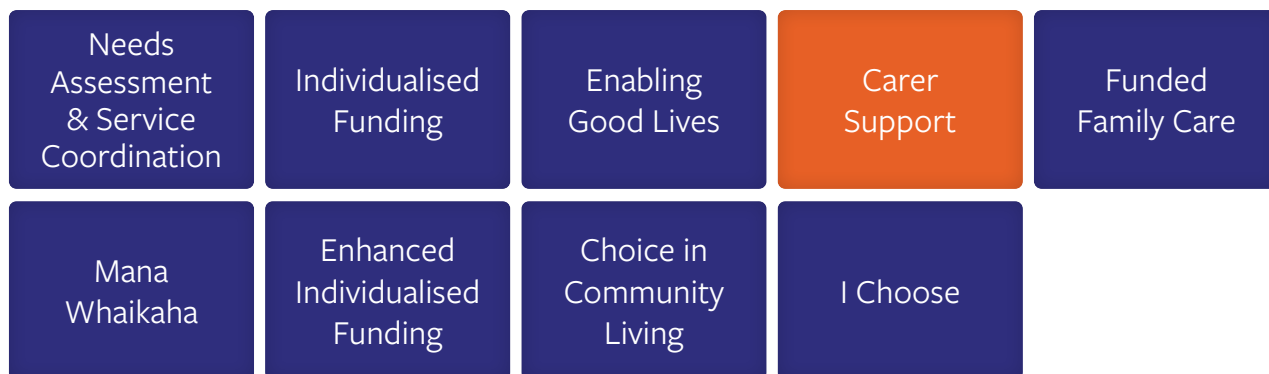 Needs
Assessment
& Service
Coordination
Individualised
Funding
Enabling
Good Lives
Carer
Support
Funded
Family Care
Mana
Whaikaha
Enhanced
Individualised
Funding
Choice in
Community
Living
I Choose